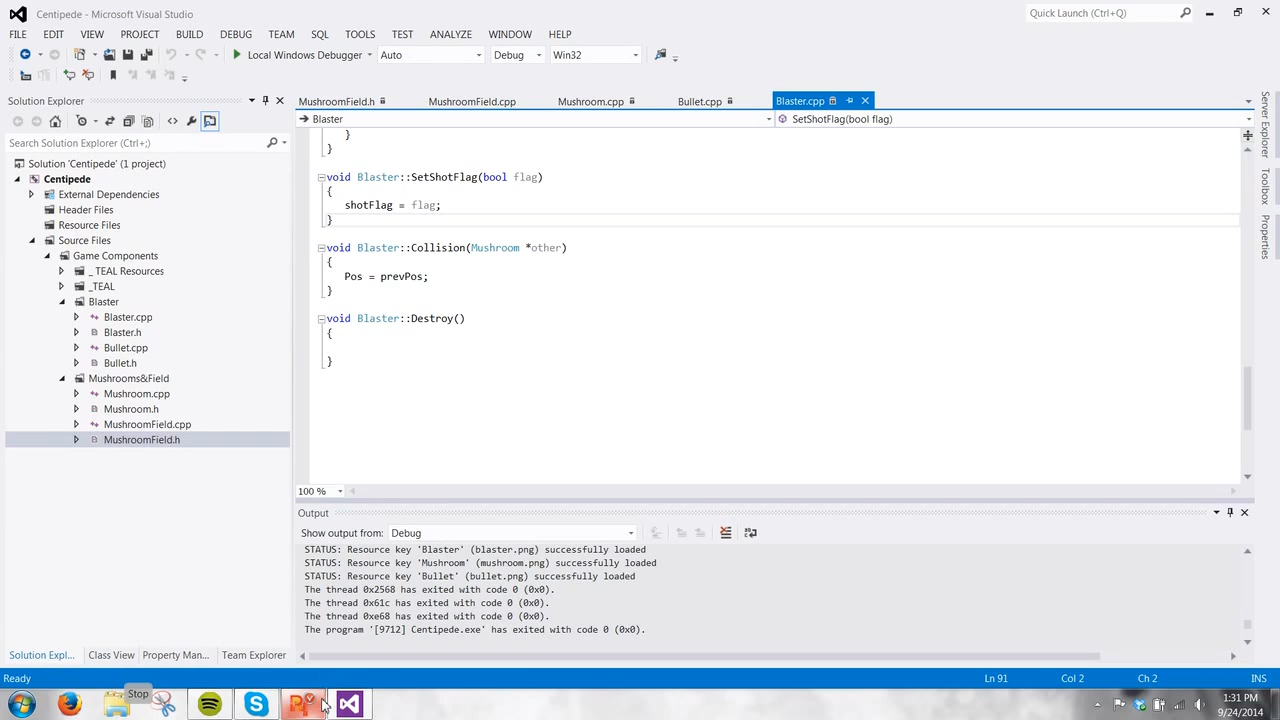 Centipede - Microsoft Visual Studio
Quick Launch (Ctrl+Q)
FILE EDIT VIEW PROJECT BUILD DEBUG TEAM SQL TOOLS TEST ANALYZE WINDOW HELP
Local Windows Debugger Auto Debug Win32
Solution Explorer
MushroomField.h MushroomField.cpp Mushroom.cpp Bullet.cpp Blaster.cpp
Blaster SetShotFlag(bool flag)
Search Solution Explorer (Ctrl+;)
Solution 'Centipede' (1 project)
Centipede
External Dependencies
Header Files
Resource Files
Source Files
Game Components
_ TEAL Resources
_TEAL
Blaster
Blaster.cpp
Blaster.h
Bullet.cpp
Bullet.h
Mushrooms&Field
Mushroom.cpp
Mushroom.h
MushroomField.cpp
MushroomField.h
}
}
void Blaster::SetShotFlag(bool flag)
{
shotFlag = flag;
}
void Blaster::Collision(Mushroom *other)
{
Pos = prevPos;
}
void Blaster::Destroy()
{
}
100 %
Output
Show output from: Debug
STATUS: Resource key 'Blaster' (blaster.png) successfully loaded
STATUS: Resource key 'Mushroom' (mushroom.png) successfully loaded
STATUS: Resource key 'Bullet' (bullet.png) successfully loaded
The thread 0x2568 has exited with code 0 (0x0).
The thread 0x61c has exited with code 0 (0x0).
The thread 0xe68 has exited with code 0 (0x0).
The program '[9712] Centipede.exe' has exited with code 0 (0x0).
Solution Expl... Class View Property Man... Team Explorer
Server Explorer
Toolbox
Properties
Ready Ln 91 Col 2 Ch 2 INS
Stop
1:31 PM
9/24/2014